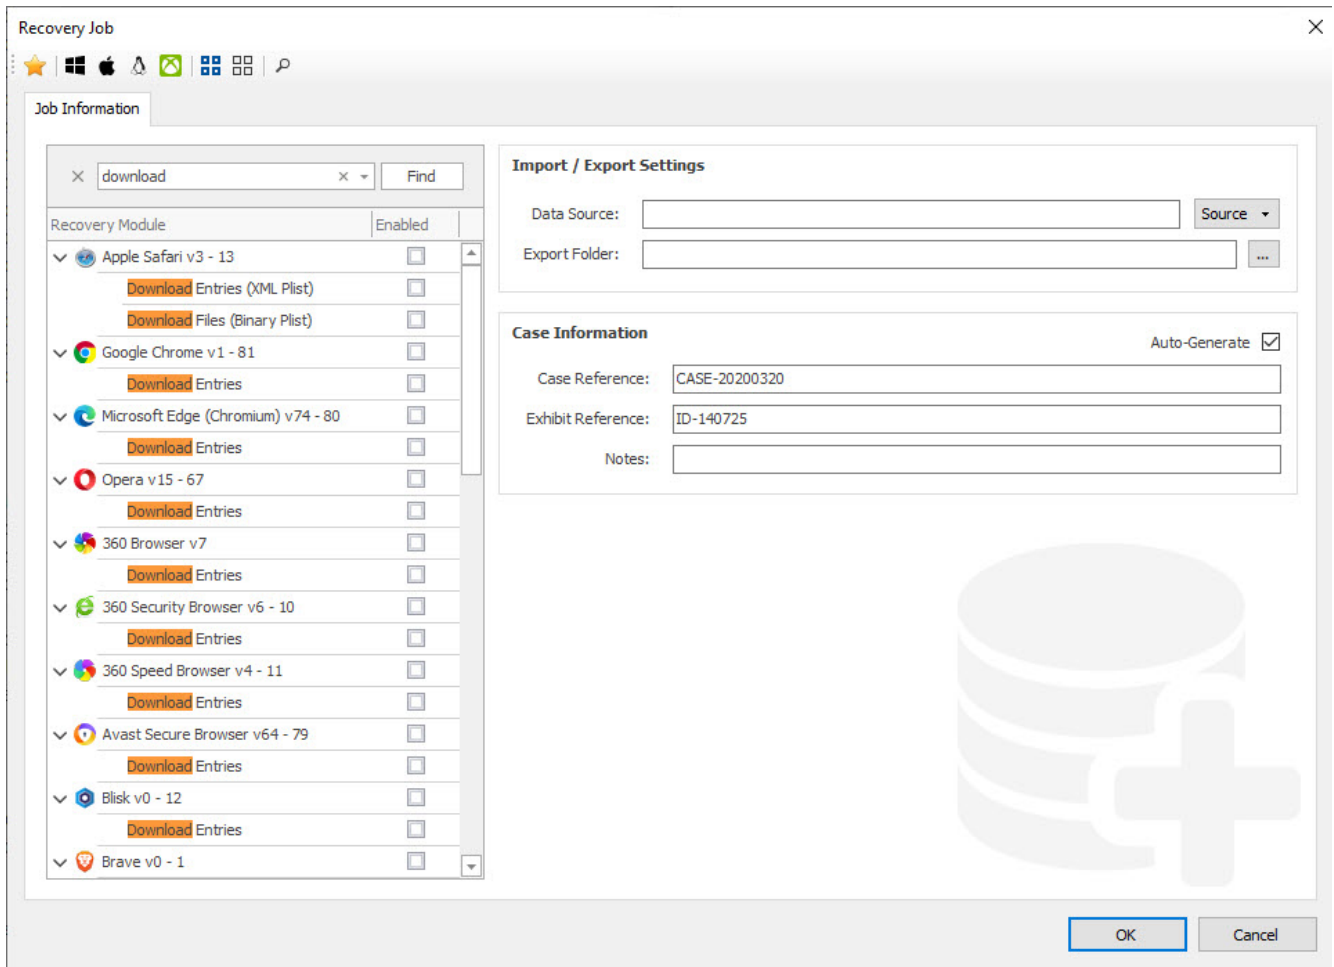 Recovery Job
Job Information
download
Find
Recovery Module
Enabled
Apple Safari v3 - 13
Download Entries (XML Plist)
Download Files (Binary Plist)
Google Chrome v1 - 81
Download Entries
Microsoft Edge (Chromium) v74 - 80
Download Entries
Opera v15 - 67
Download Entries
360 Browser v7
Download Entries
360 Security Browser v6 - 10
Download Entries
360 Speed Browser v4 - 11
Download Entries
Avast Secure Browser v64 - 79
Download Entries
Blisk v0 - 12
Download Entries
Brave v0 - 1
Import / Export Settings
Data Source:
Source
Export Folder:
...
Case Information
Auto-Generate
Case Reference: CASE-20200320
Exhibit Reference: ID-140725
Notes:
OK
Cancel